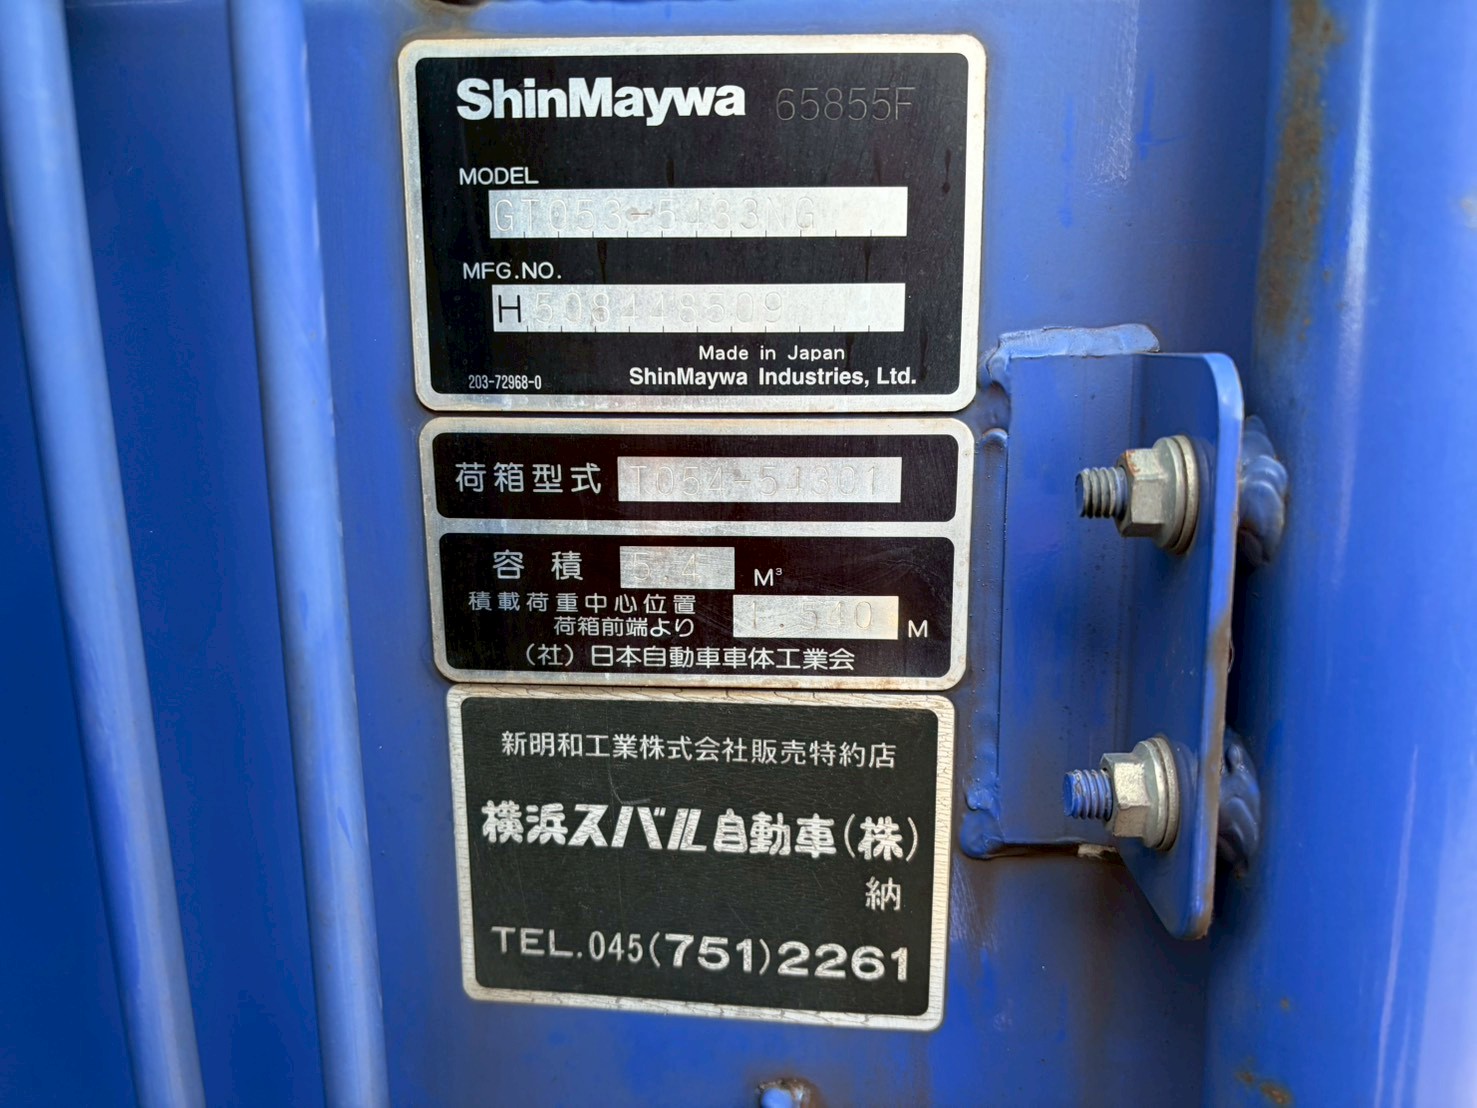 ShinMaywa 65855F
MODEL
GT053-5433NG
MFG.NO.
H508448509
Made in Japan
203-72968-0 ShinMaywa Industries, Ltd.
荷箱型式 T054-54301
容積 5.4 M³
積載荷重中心位置
荷箱前端より 1.540 M
(社)日本自動車車体工業会
新明和工業株式会社販売特約店
横浜スバル自動車(株)
納
TEL.045(751)2261